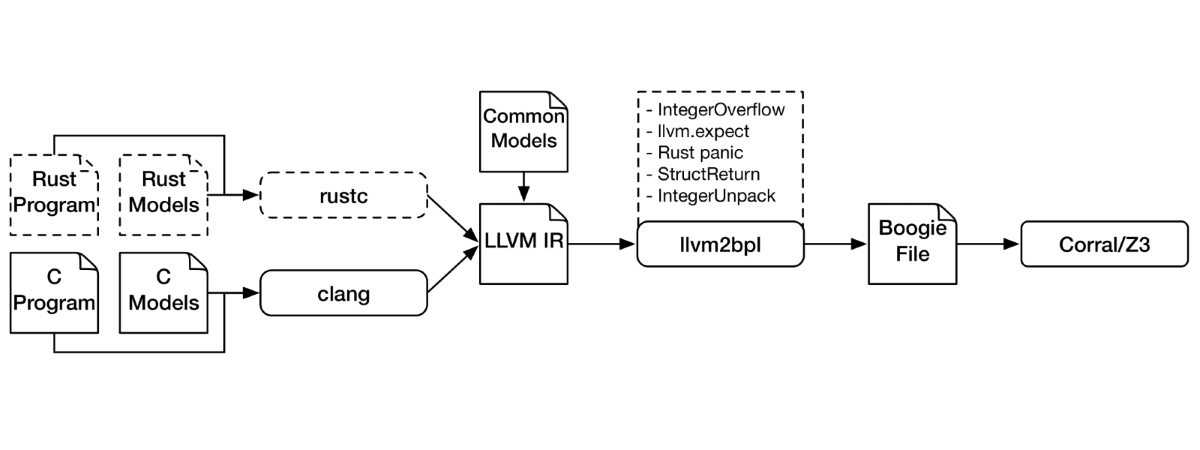 Rust
Program
Rust
Models
rustc
C
Program
C
Models
clang
Common
Models
LLVM IR
- IntegerOverflow
- llvm.expect
- Rust panic
- StructReturn
- IntegerUnpack
llvm2bpl
Boogie
File
Corral/Z3